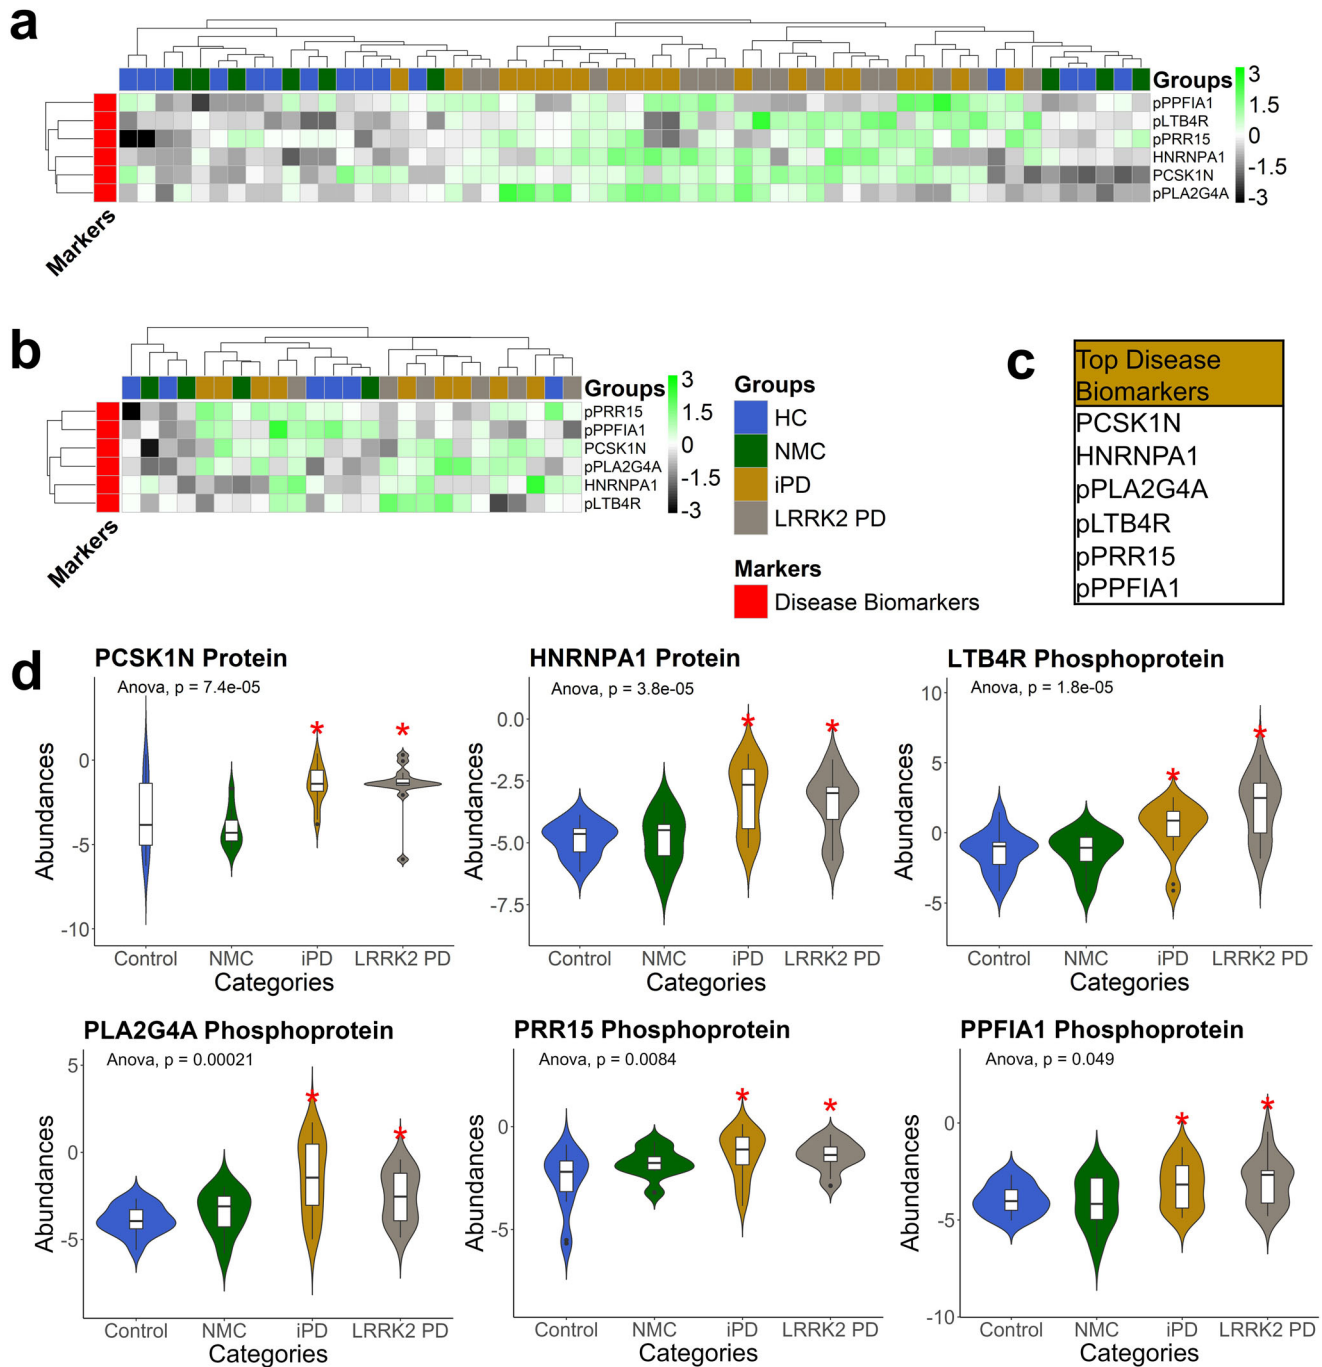 a
Groups
3
1.5
0
-1.5
-3
pPPFIA1
pLTB4R
pPRR15
HNRNPA1
PCSK1N
pPLA2G4A
Markers
b
Groups
3
1.5
0
-1.5
-3
pPRR15
pPPFIA1
PCSK1N
pPLA2G4A
HNRNPA1
pLTB4R
Markers
Groups
HC
NMC
iPD
LRRK2 PD
Markers
Disease Biomarkers
c
Top Disease
Biomarkers
PCSK1N
HNRNPA1
pPLA2G4A
pLTB4R
pPRR15
pPPFIA1
d
PCSK1N Protein
Anova, p = 7.4e-05
*
*
0
-5
-10
Abundances
Control NMC iPD LRRK2 PD
Categories
HNRNPA1 Protein
Anova, p = 3.8e-05
*
*
0.0
-2.5
-5.0
-7.5
Abundances
Control NMC iPD LRRK2 PD
Categories
LTB4R Phosphoprotein
Anova, p = 1.8e-05
*
*
10
5
0
-5
Abundances
Control NMC iPD LRRK2 PD
Categories
PLA2G4A Phosphoprotein
Anova, p = 0.00021
*
*
5
0
-5
Abundances
Control NMC iPD LRRK2 PD
Categories
PRR15 Phosphoprotein
Anova, p = 0.0084
*
*
0
-5
Abundances
Control NMC iPD LRRK2 PD
Categories
PPFIA1 Phosphoprotein
Anova, p = 0.049
*
*
0
-5
-10
Abundances
Control NMC iPD LRRK2 PD
Categories